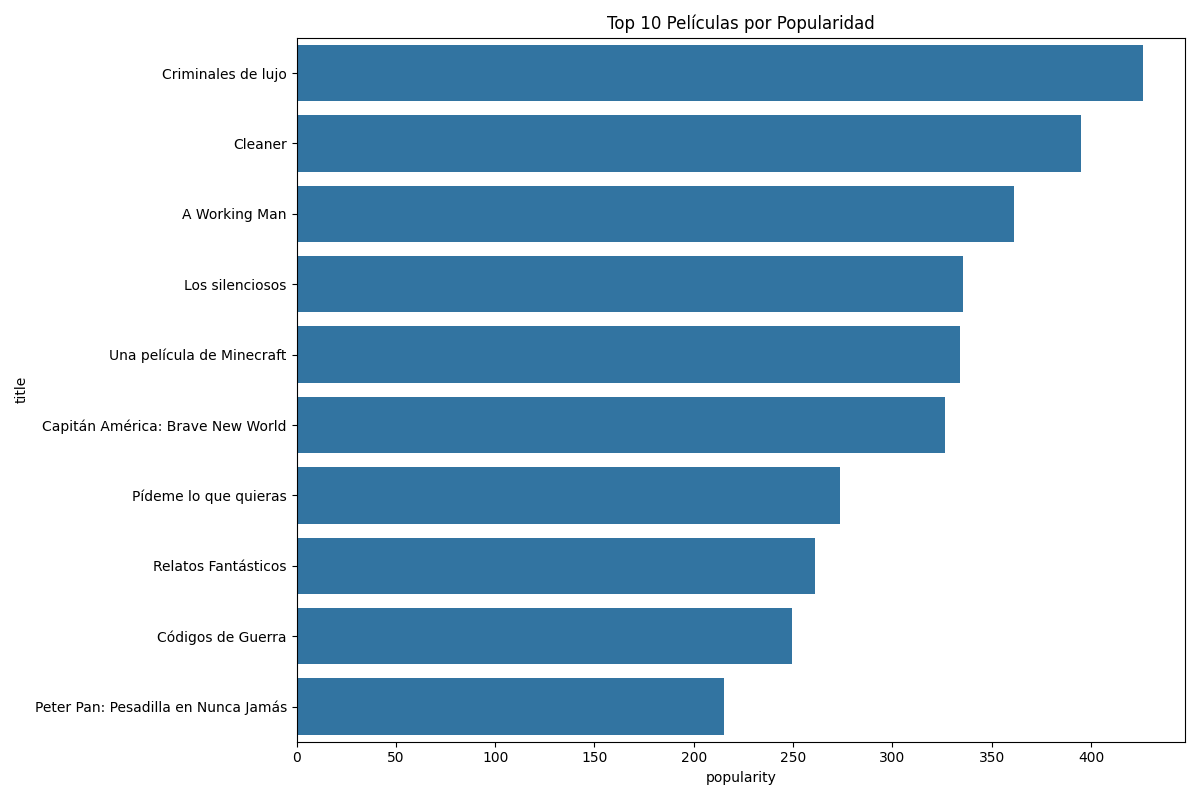 Top 10 Películas por Popularidad
title
Criminales de lujo
Cleaner
A Working Man
Los silenciosos
Una película de Minecraft
Capitán América: Brave New World
Pídeme lo que quieras
Relatos Fantásticos
Códigos de Guerra
Peter Pan: Pesadilla en Nunca Jamás
0 50 100 150 200 250 300 350 400
popularity